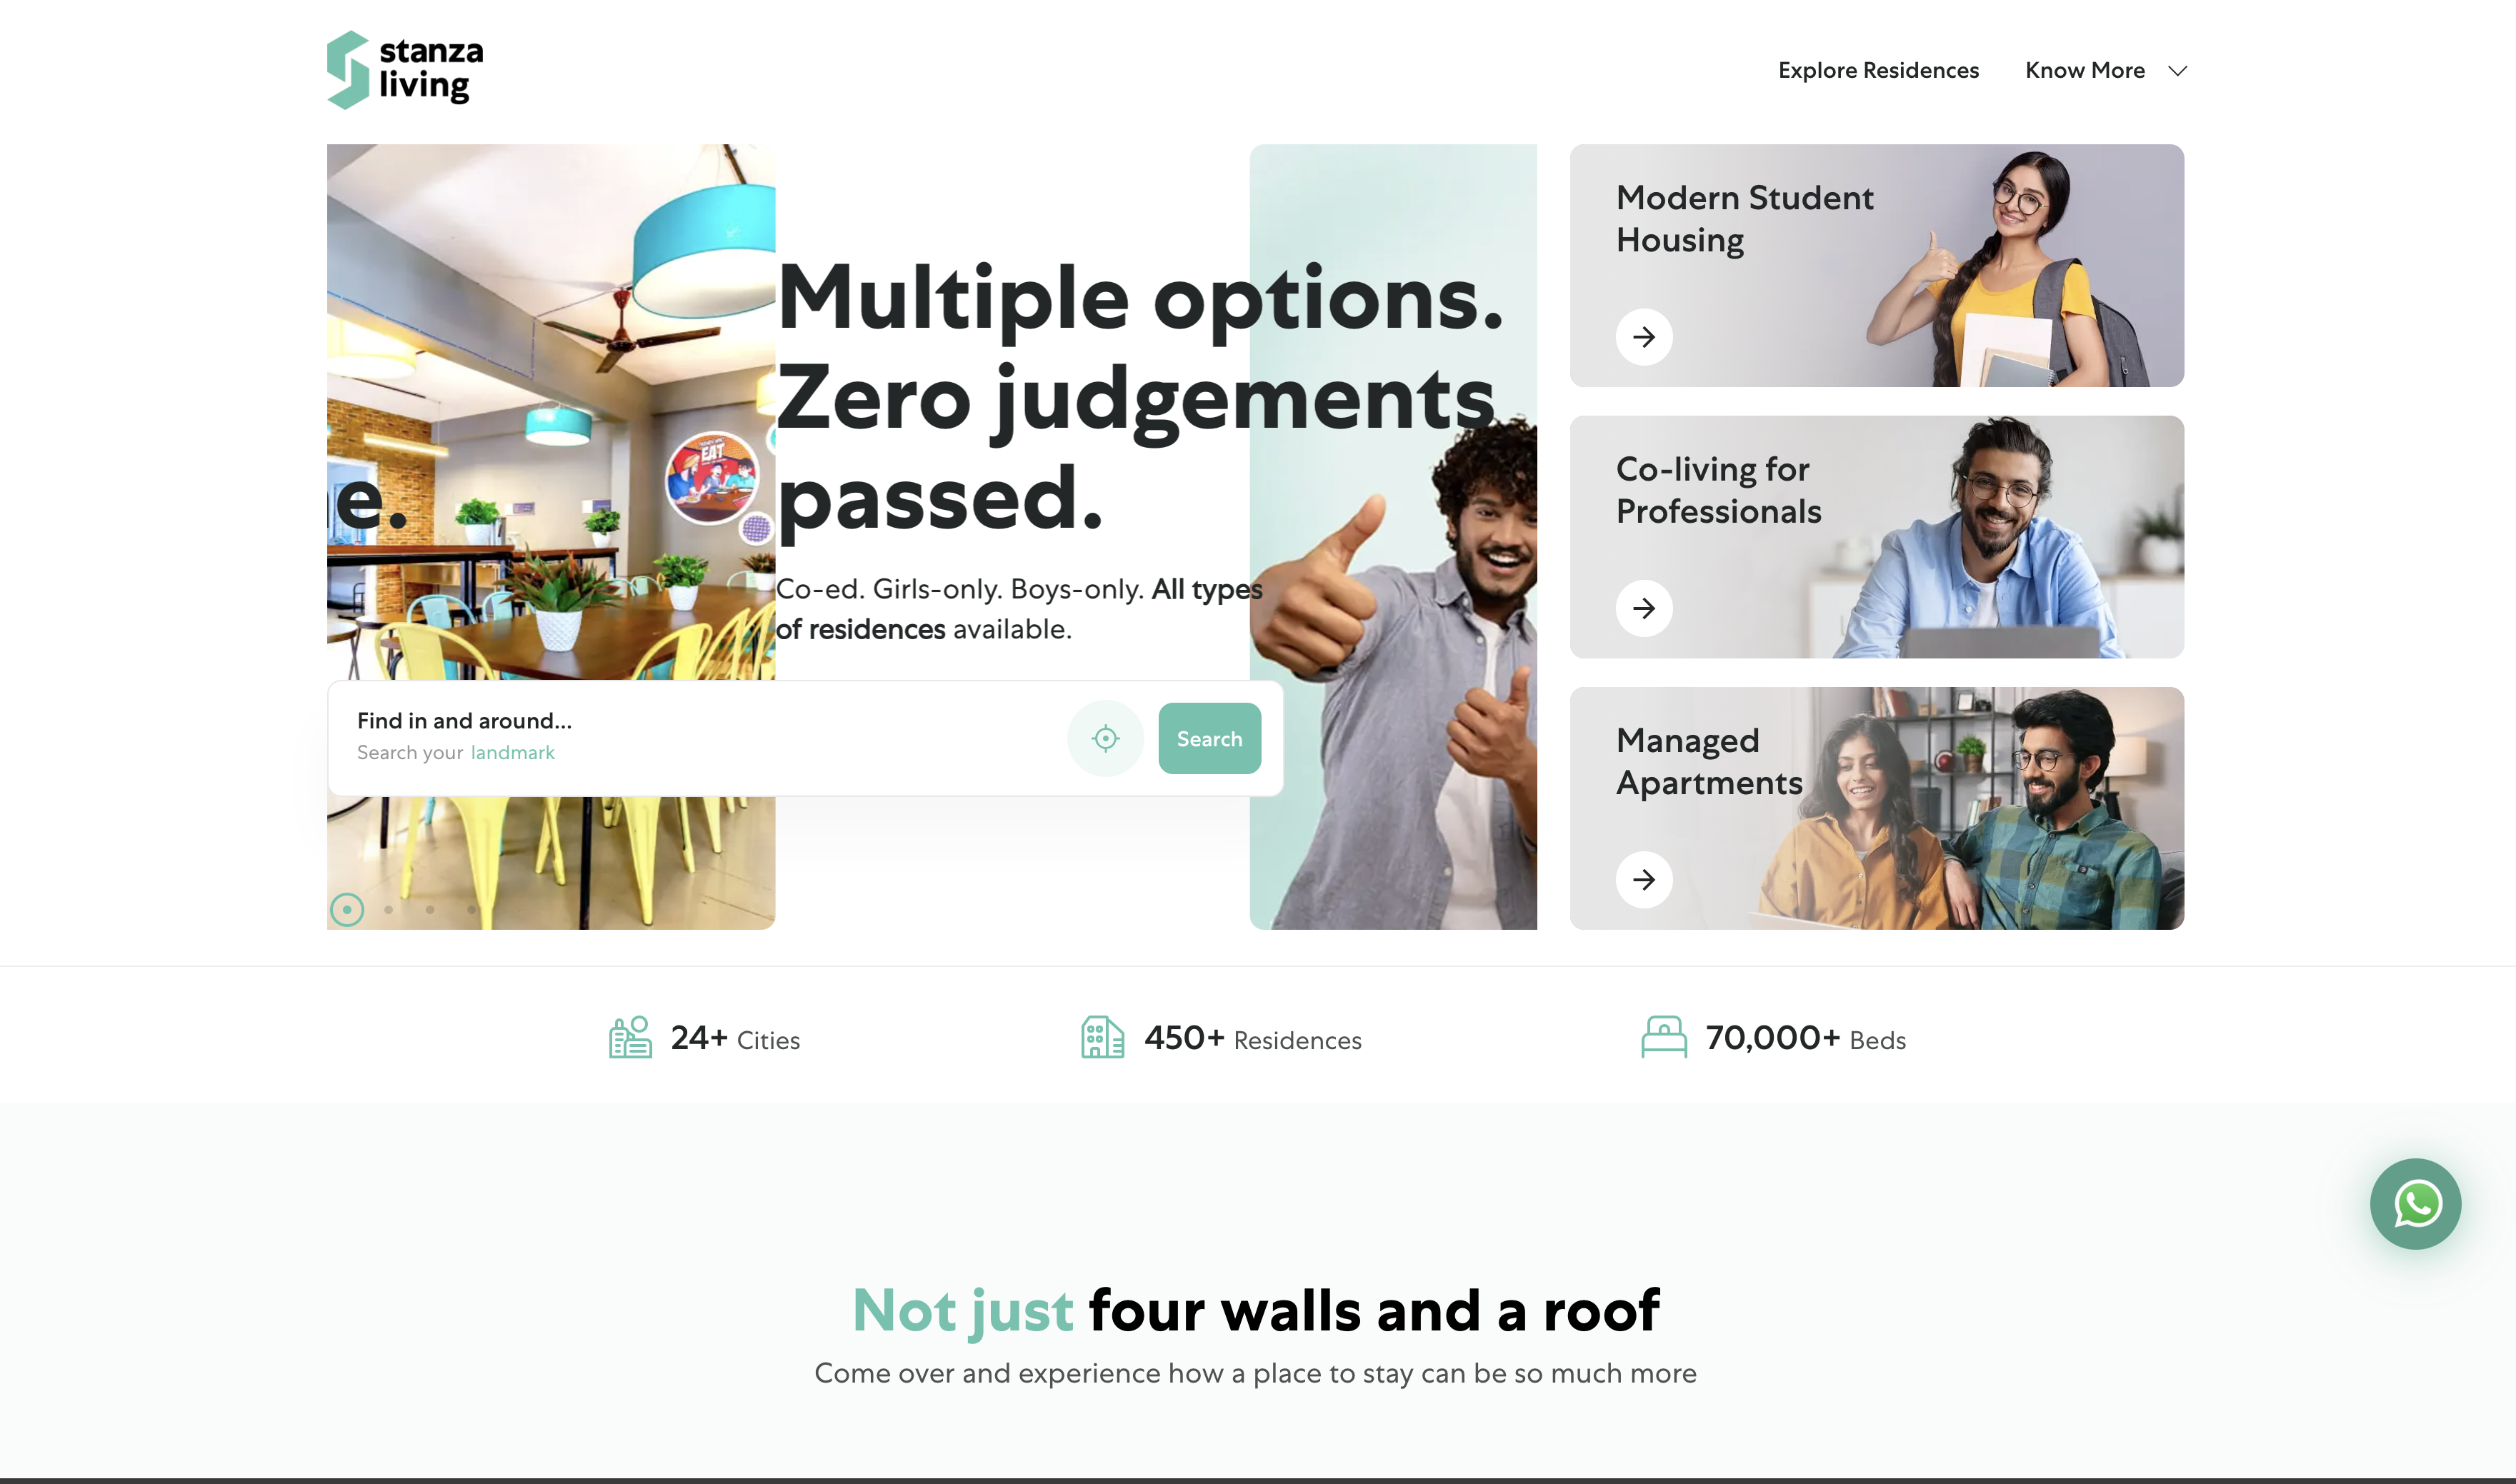 stanza
living
Explore Residences
Know More
e.
Multiple options.
Zero judgements
passed.
Co-ed. Girls-only. Boys-only. All types
of residences available.
EAT
Find in and around...
Search your landmark
Search
Modern Student
Housing
Co-living for
Professionals
Managed
Apartments
24+ Cities
450+ Residences
70,000+ Beds
Not just four walls and a roof
Come over and experience how a place to stay can be so much more